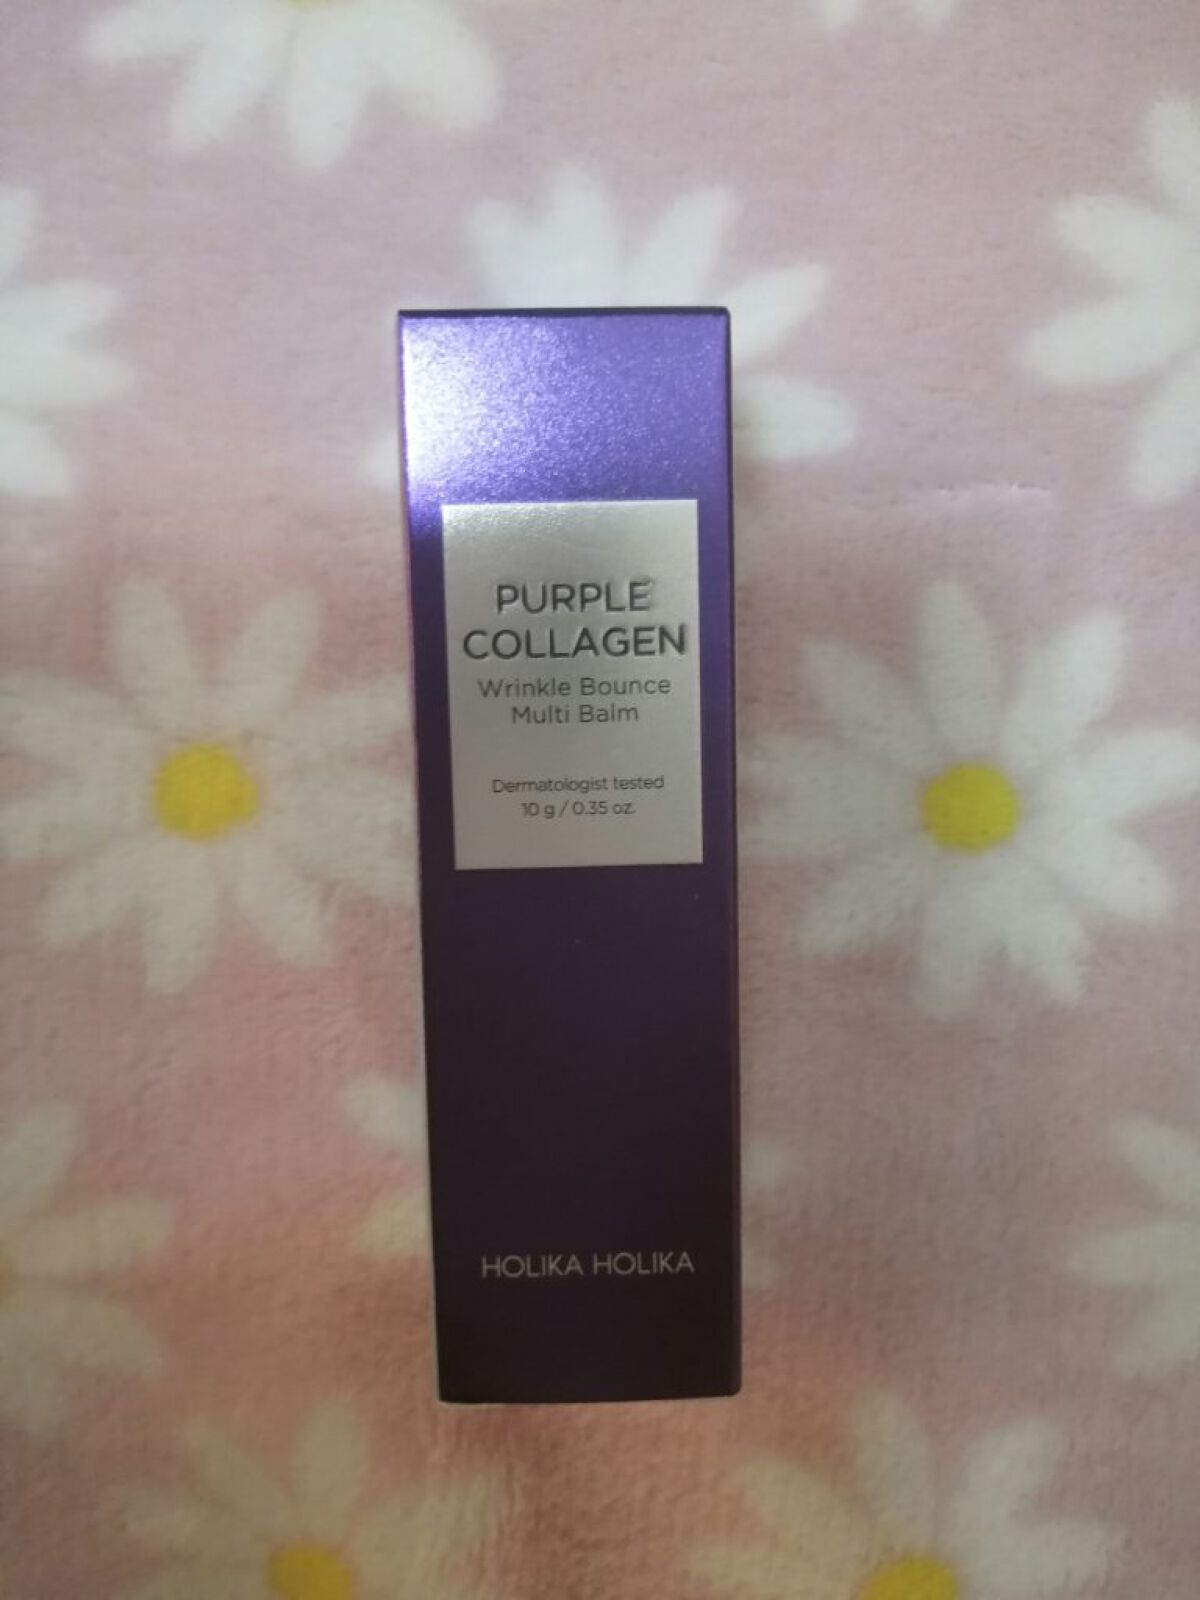 PURPLE
COLLAGEN
Wrinkle Bounce
Multi Balm
Dermatologist tested
10 g / 0.35 oz.
HOLIKA HOLIKA